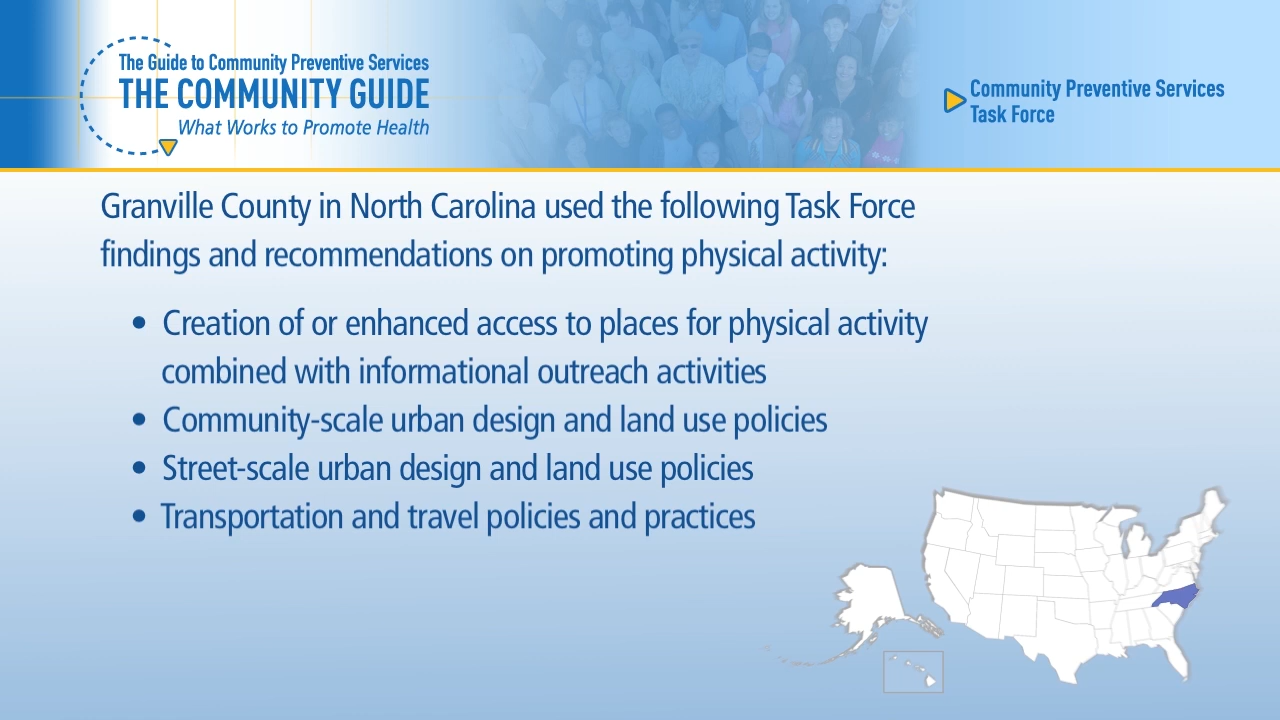 The Guide to Community Preventive Services
THE COMMUNITY GUIDE
What Works to Promote Health
Community Preventive Services
Task Force
Granville County in North Carolina used the following Task Force
findings and recommendations on promoting physical activity:
• Creation of or enhanced access to places for physical activity
combined with informational outreach activities
• Community-scale urban design and land use policies
• Street-scale urban design and land use policies
• Transportation and travel policies and practices